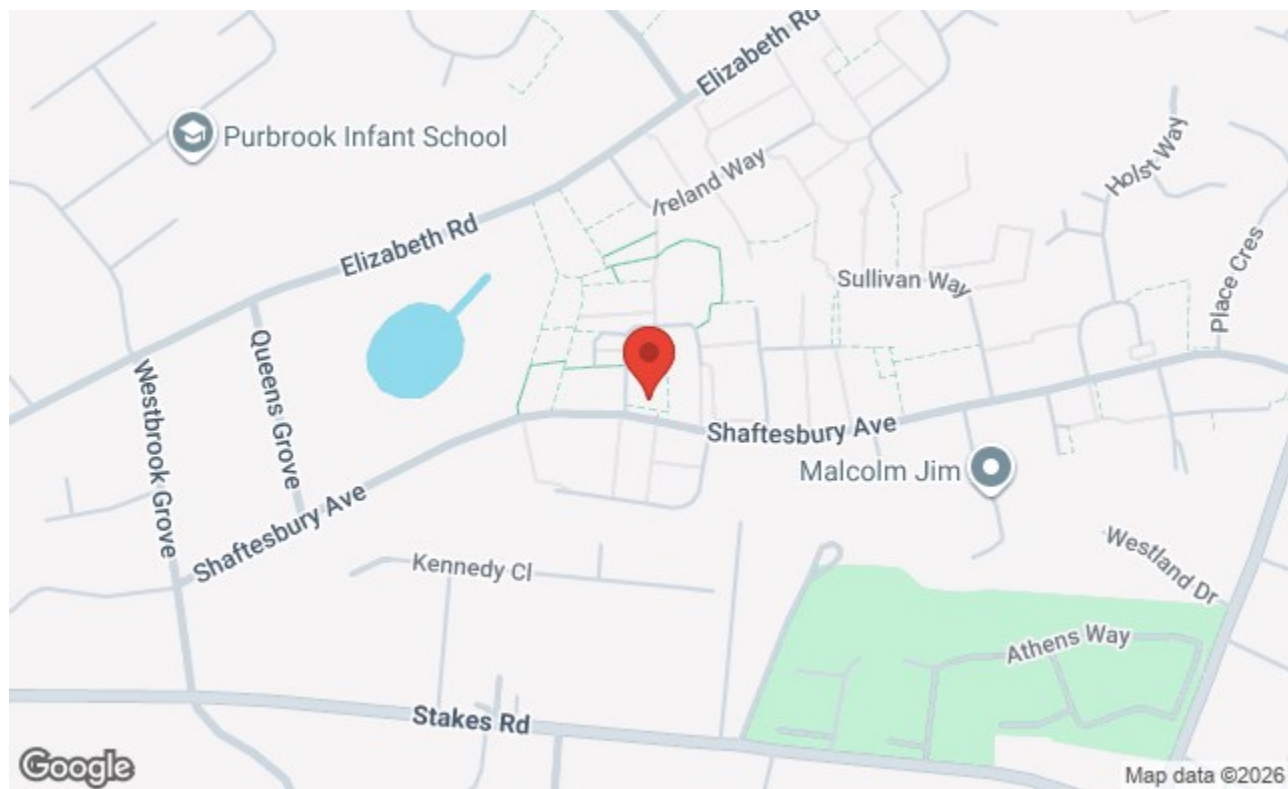 Elizabeth Rd
Purbrook Infant School
Ireland Way
Holst Way
Elizabeth Rd
Sullivan Way
Place Cres
Queens Grove
Westbrook Grove
Shaftesbury Ave
Malcolm Jim
Shaftesbury Ave
Westland Dr
Kennedy Cl
Athens Way
Stakes Rd
Google
Map data ©2026